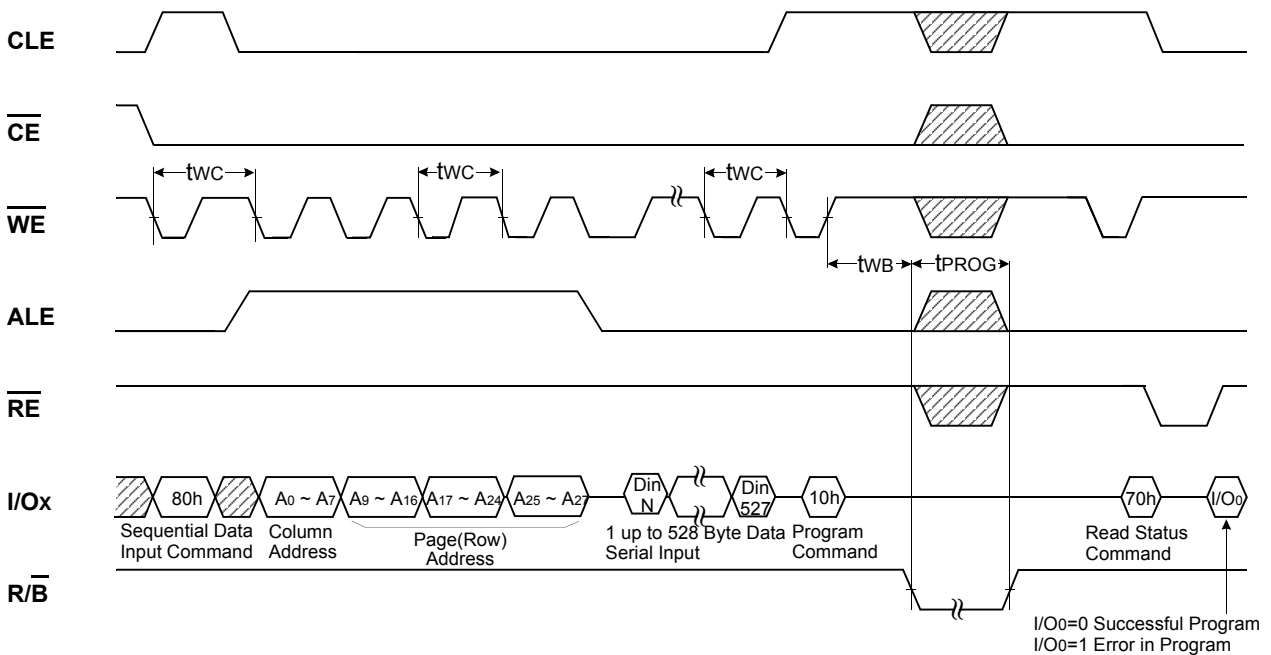 CLE
CE
tWC
tWC
tWC
WE
tWB
tPROG
ALE
RE
I/Ox
80h
A0 ~ A7
A9 ~ A16
A17 ~ A24
A25 ~ A27
Din
N
Din
527
10h
70h
I/O0
Sequential Data
Input Command
Column
Address
Page(Row)
Address
1 up to 528 Byte Data
Serial Input
Program
Command
Read Status
Command
R/B
I/O0=0 Successful Program
I/O0=1 Error in Program